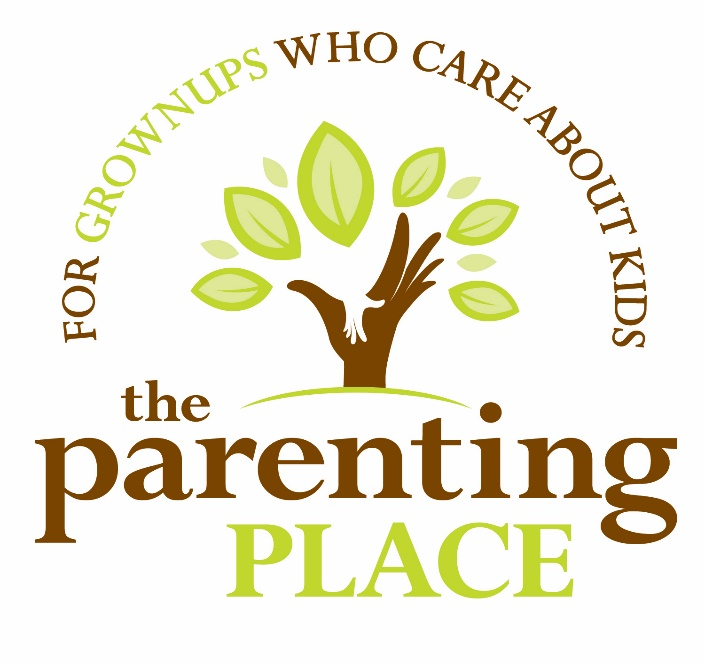 FOR GROWNUPS WHO CARE ABOUT KIDS
the
parenting
PLACE